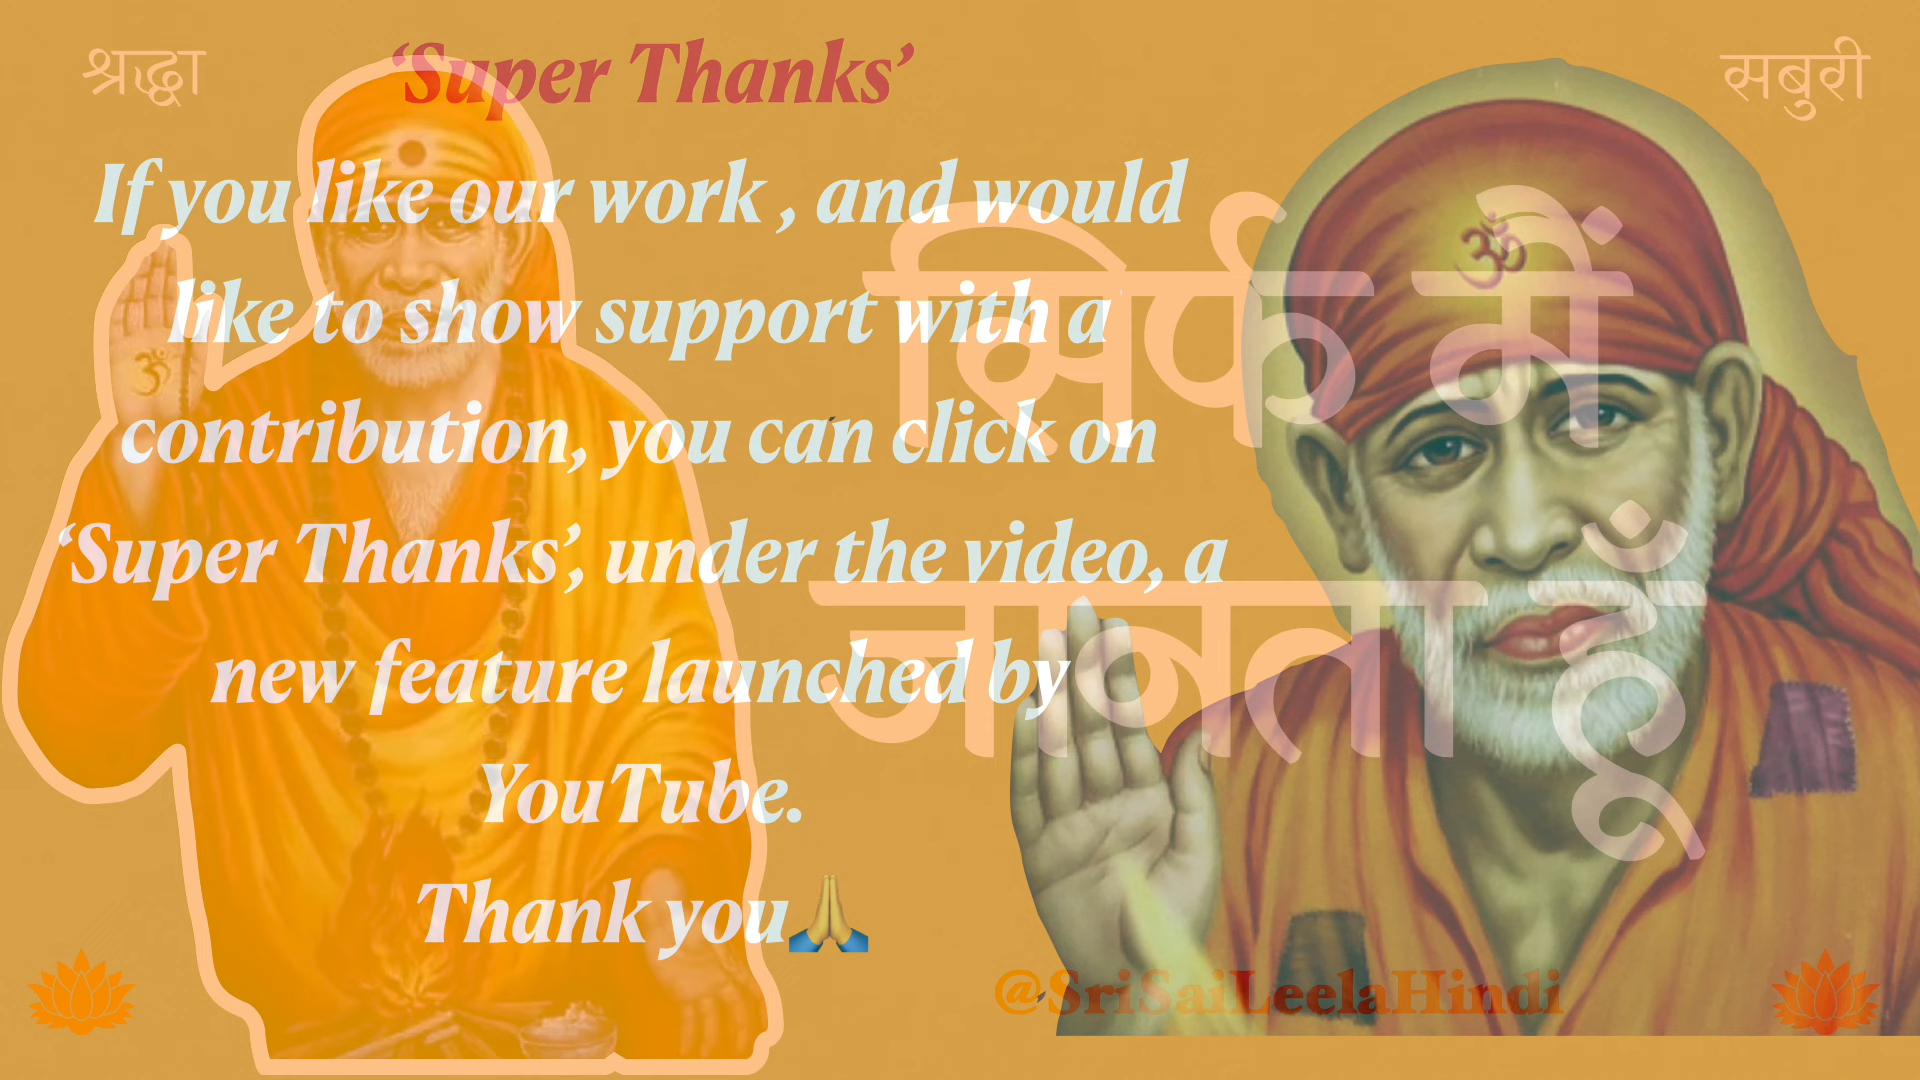 श्रद्धा
सबुरी
‘Super Thanks’
If you like our work , and would
like to show support with a
contribution, you can click on
‘Super Thanks’, under the video, a
new feature launched by
YouTube.
Thank you🙏
सिर्फ मैं
जानता हूँ
ॐ
ॐ
@SriSaiLeelaHindi